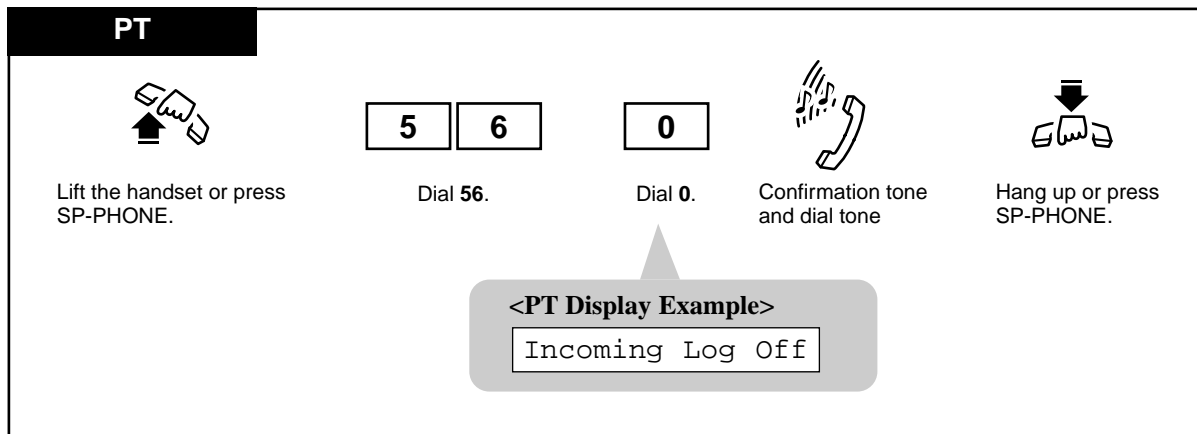 PT
5 6 0
Lift the handset or press
SP-PHONE.
Dial 56.
Dial 0.
Confirmation tone
and dial tone
Hang up or press
SP-PHONE.
<PT Display Example>
Incoming Log Off